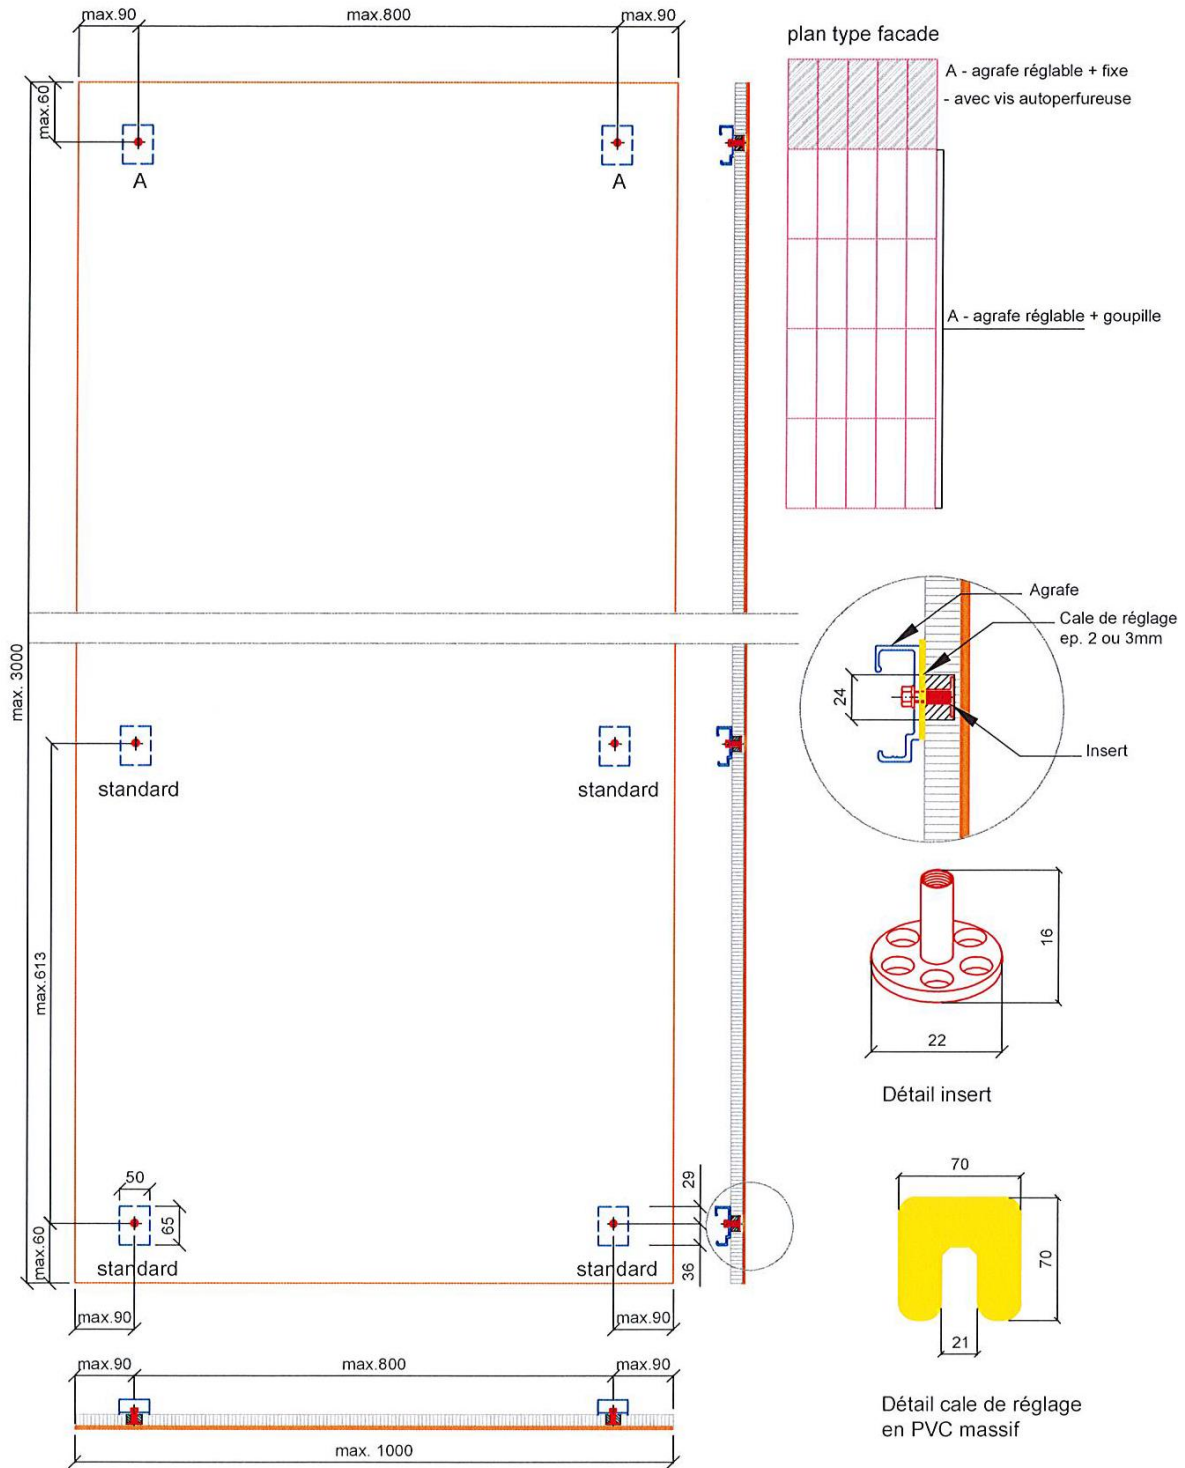 max.90
max.800
max.90
plan type facade
A - agrafe réglable + fixe
- avec vis autoperfureuse
max.60
A
A
A - agrafe réglable + goupille
max. 3000
Agrafe
Cale de réglage
ep. 2 ou 3mm
24
Insert
standard
standard
max.613
16
22
Détail insert
50
65
29
36
max.60
standard
standard
max.90
max.90
70
70
21
max.90
max.800
max.90
max. 1000
Détail cale de réglage
en PVC massif